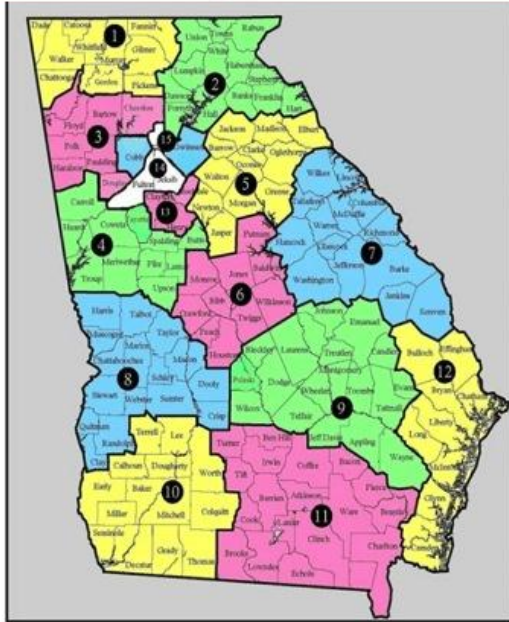 Dade Catoosa Fannin
1
Whitfield
Murray Gilmer
Walker
Chattooga Gordon Pickens
Union Towns Rabun
White Habersham
Lumpkin
2 Stephens
Dawson
Forsyth Banks Franklin
Hall Hart
Bartow Cherokee
Floyd
3
Polk
Paulding
Haralson
Douglas
15
Cobb Gwinnett
14
Fulton
Dekalb
13
Jackson Madison Elbert
Barrow Clarke
Oconee Oglethorpe
Walton
5
Morgan Greene
Newton
Jasper
Carroll
Coweta
Heard
4 Spalding Butts
Meriwether Pike Lamar
Troup
Upson
Wilkes Lincoln
Columbia
Taliaferro
McDuffie
Warren Richmond
Hancock
Glascock
7
Jefferson Burke
Washington
Jenkins
Screven
Putnam
Jones Baldwin
Monroe
6
Bibb Wilkinson
Crawford
Twiggs
Peach
Houston
Harris Talbot
Muscogee Taylor
Marion
Chattahoochee Macon
8
Schley
Stewart Webster Sumter Dooly
Quitman Crisp
Randolph
Clay
Johnson
Emanuel
Bleckley Laurens
Treutlen Candler
Montgomery
Pulaski Dodge
Wheeler Toombs Evans
Wilcox
9 Tattnall
Telfair
Jeff Davis Appling
Wayne
Bulloch Effingham
12
Bryan Chatham
Liberty
Long
McIntosh
Glynn
Camden
Terrell Lee
Calhoun Dougherty Worth
Early Baker
10
Mitchell Colquitt
Miller
Seminole
Grady
Decatur Thomas
Turner Ben Hill
Irwin
Tift Coffee Bacon
Pierce
Berrien Atkinson
Cook Ware Brantley
Lanier 11
Clinch
Brooks Charlton
Lowndes
Echols